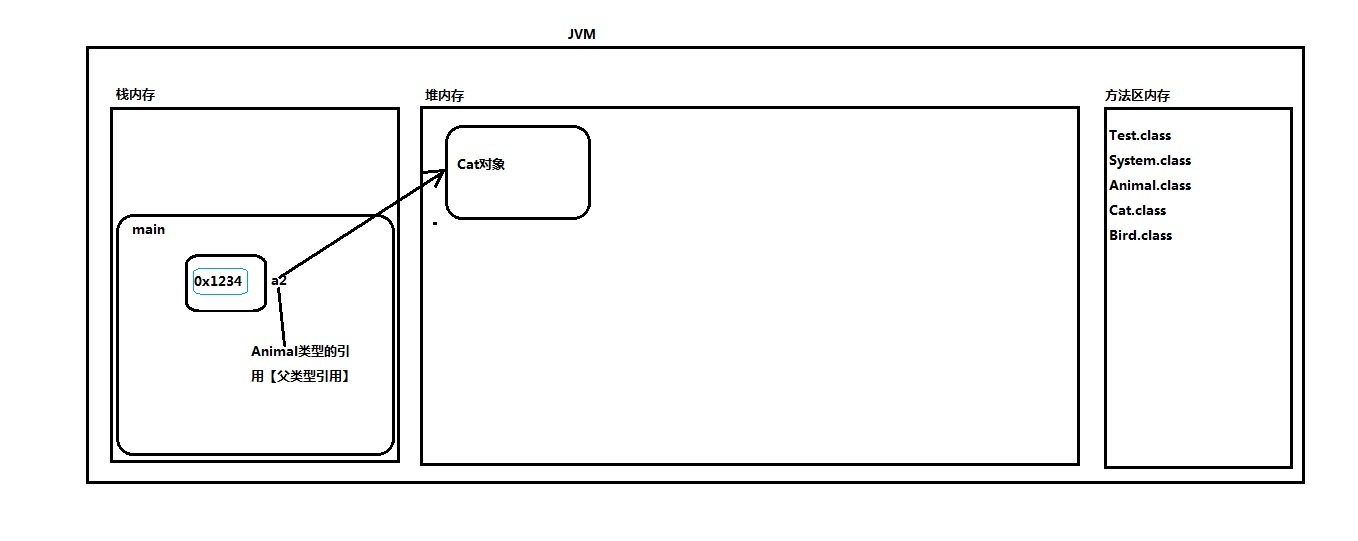 JVM
栈内存
堆内存
方法区内存
Cat对象
Test.class
System.class
Animal.class
Cat.class
Bird.class
main
0x1234
a2
Animal类型的引
用【父类型引用】